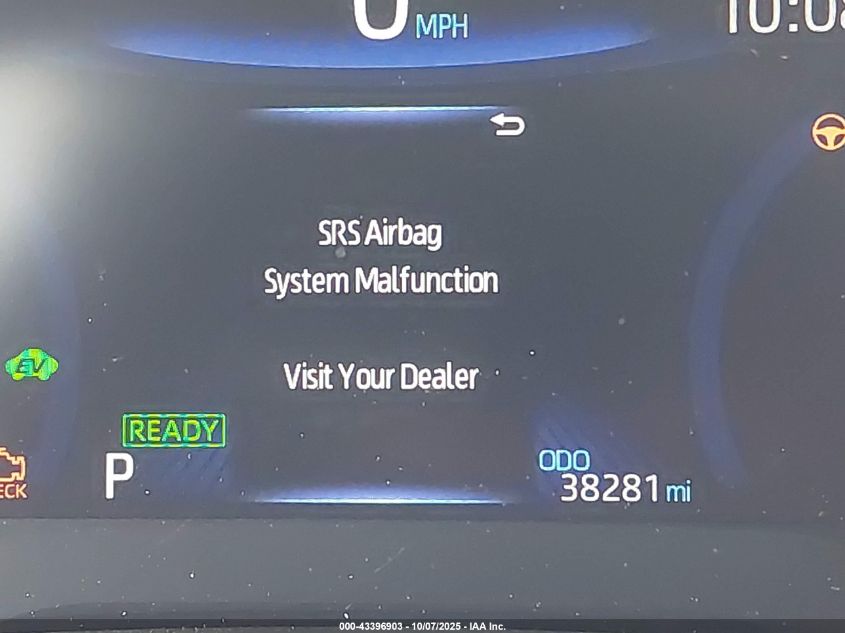 0 MPH
SRS Airbag
System Malfunction
Visit Your Dealer
EV
READY
P
ODO
38281 mi
000-43396903 - 10/07/2025 - IAA Inc.